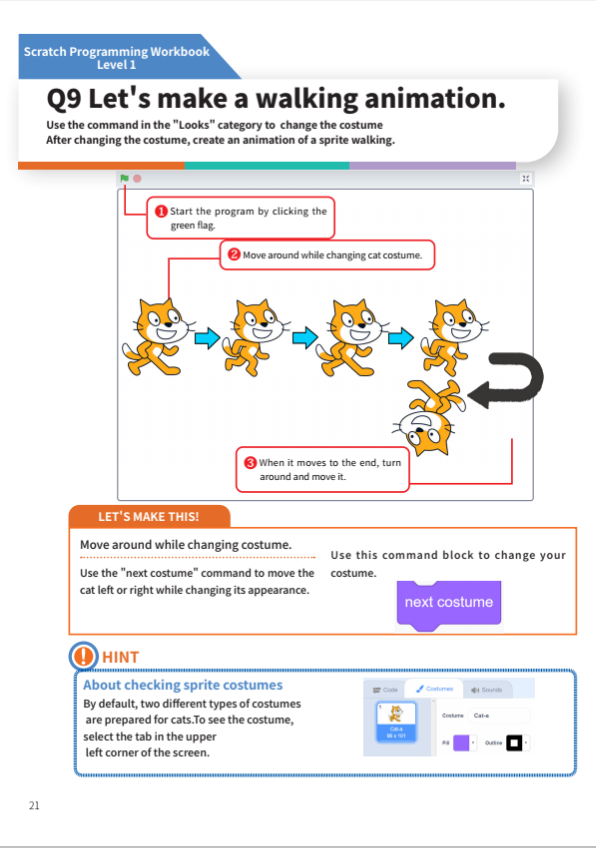 Scratch Programming Workbook
Level 1
Q9 Let's make a walking animation.
Use the command in the "Looks" category to change the costume
After changing the costume, create an animation of a sprite walking.
1 Start the program by clicking the
green flag.
2 Move around while changing cat costume.
3 When it moves to the end, turn
around and move it.
LET'S MAKE THIS!
Move around while changing costume.
Use the "next costume" command to move the
cat left or right while changing its appearance.
Use this command block to change your
costume.
next costume
HINT
About checking sprite costumes
By default, two different types of costumes
are prepared for cats.To see the costume,
select the tab in the upper
left corner of the screen.
Code
Costumes
Sounds
1
Cat-a
Costume
Cat-a
Fill
Outline
21